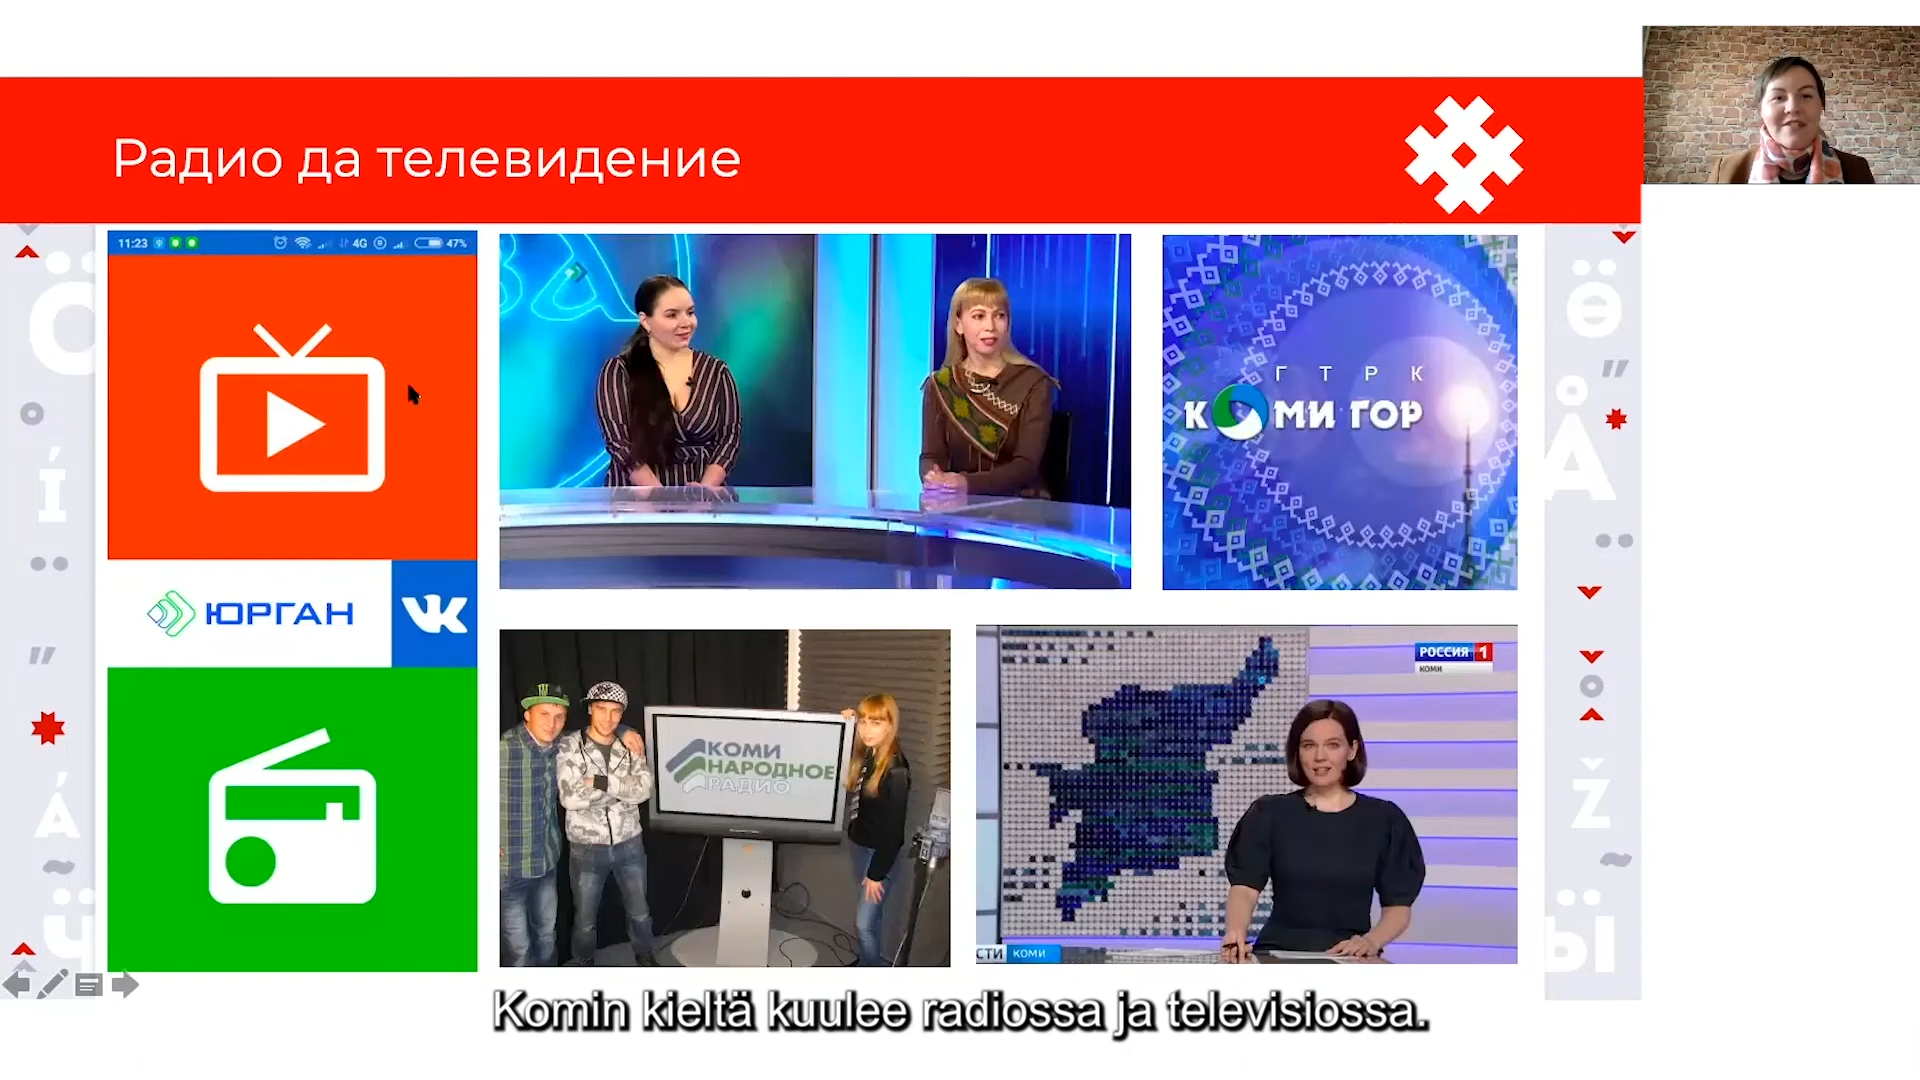 Радио да телевидение
11:23
4G
47%
ЮРГАН
Г Т Р К
КОМИ ГОР
КОМИ
НАРОДНОЕ
РАДИО
РОССИЯ 1
КОМИ
СТИ КОМИ
Komin kieltä kuulee radiossa ja televisiossa.